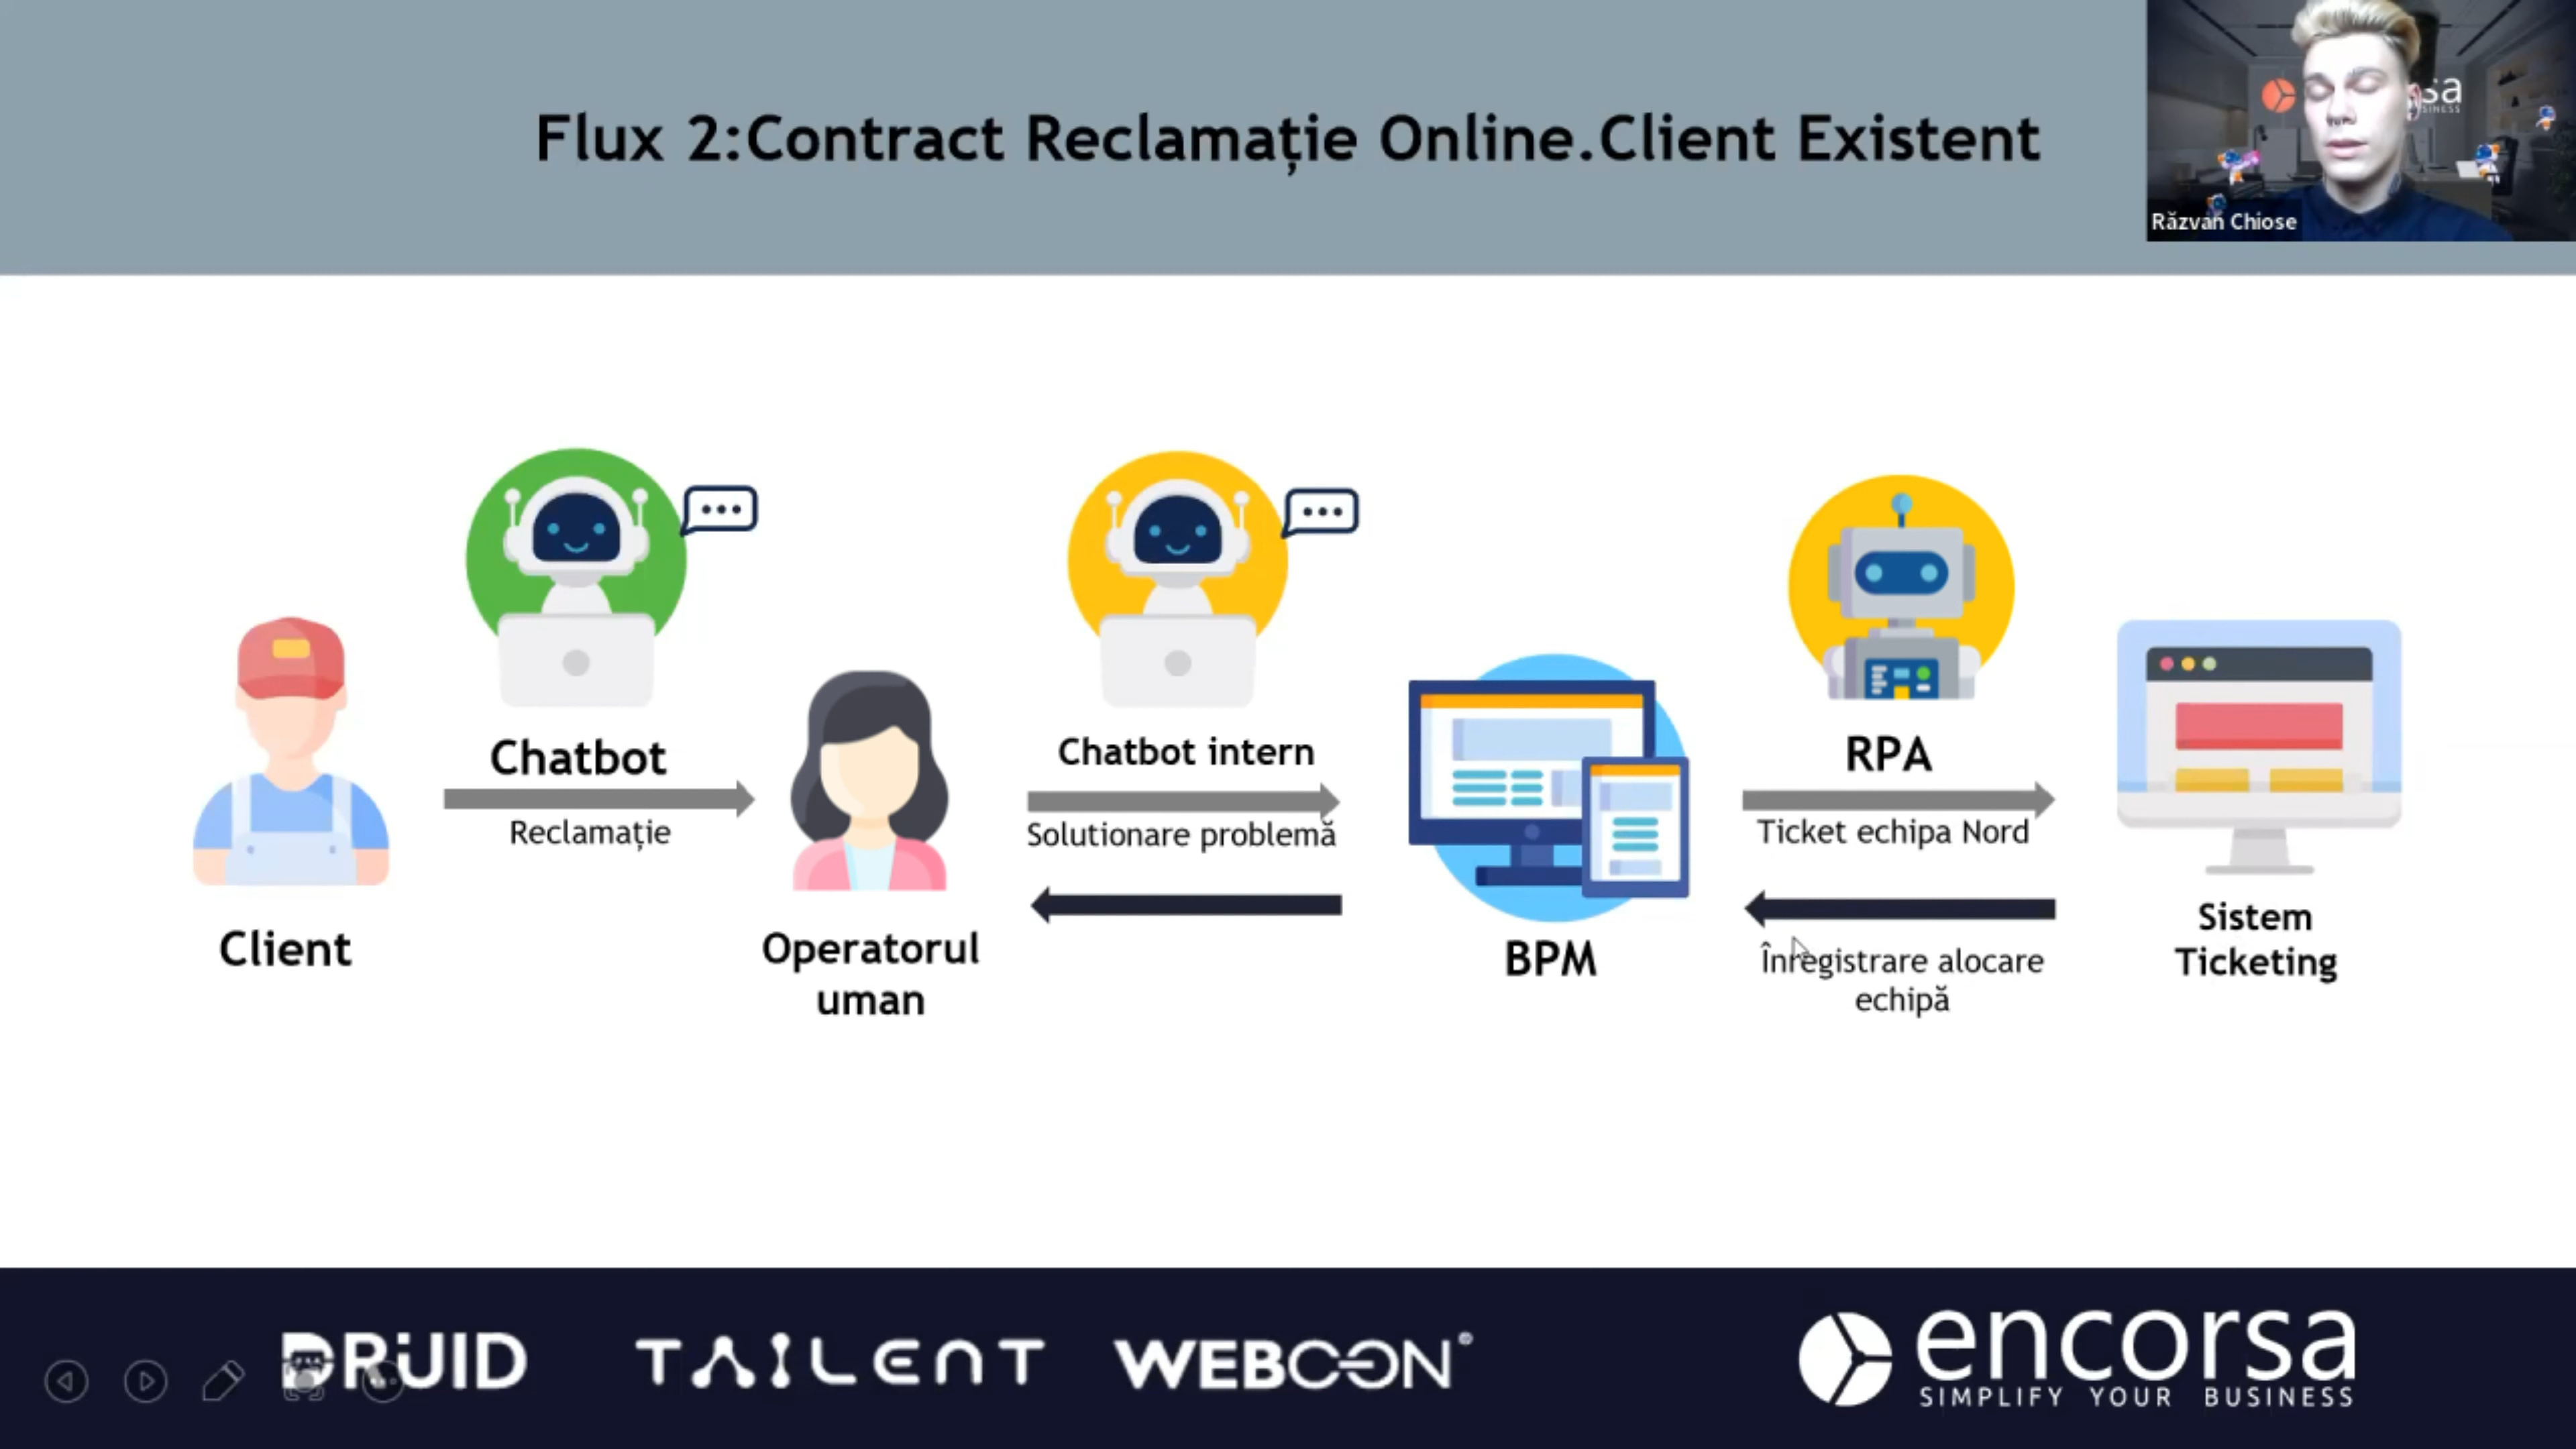 Flux 2:Contract Reclamație Online.Client Existent
sa
Răzvan Chiose
Chatbot
Reclamație
Chatbot intern
Solutionare problemă
RPA
Ticket echipa Nord
Înregistrare alocare
echipă
Client
Operatorul
uman
BPM
Sistem
Ticketing
DRUID
TAILENT
WEBCON®
encorsa
SIMPLIFY YOUR BUSINESS